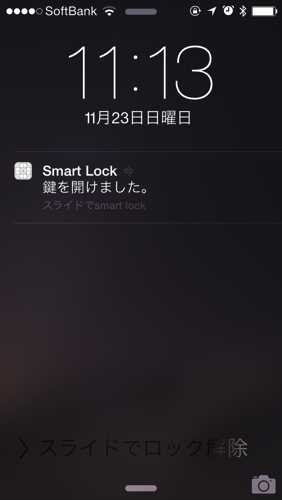 SoftBank
11:13
11月23日日曜日
Smart Lock 今
鍵を開けました。
スライドでsmart lock
スライドでロック解除